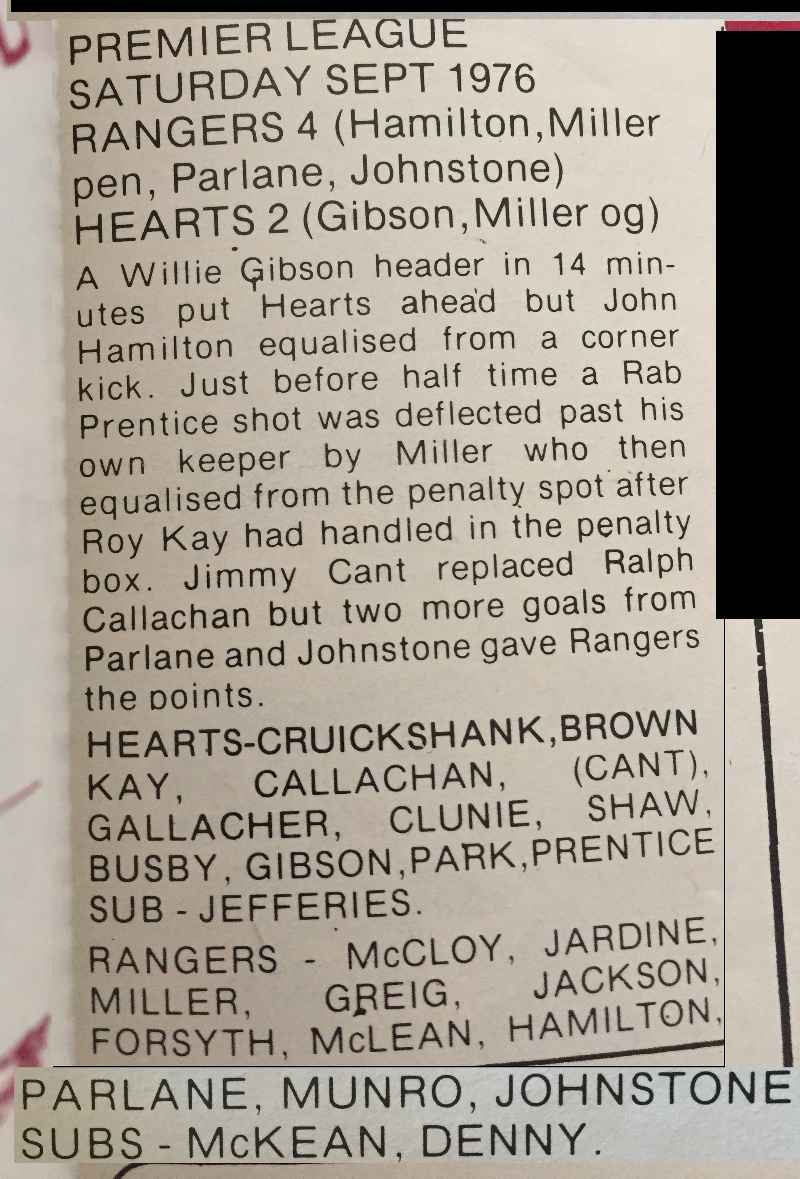 PREMIER LEAGUE
SATURDAY SEPT 1976
RANGERS 4 (Hamilton,Miller
pen, Parlane, Johnstone)
HEARTS 2 (Gibson,Miller og)
A Willie Gibson header in 14 min-
utes put Hearts ahead but John
Hamilton equalised from a corner
kick. Just before half time a Rab
Prentice shot was deflected past his
own keeper by Miller who then
equalised from the penalty spot after
Roy Kay had handled in the penalty
box. Jimmy Cant replaced Ralph
Callachan but two more goals from
Parlane and Johnstone gave Rangers
the points.
HEARTS-CRUICKSHANK,BROWN
KAY, CALLACHAN, (CANT),
GALLACHER, CLUNIE, SHAW,
BUSBY, GIBSON,PARK,PRENTICE
SUB - JEFFERIES.
RANGERS - McCLOY, JARDINE,
MILLER, GREIG, JACKSON,
FORSYTH, McLEAN, HAMILTON,
PARLANE, MUNRO, JOHNSTONE
SUBS - McKEAN, DENNY.